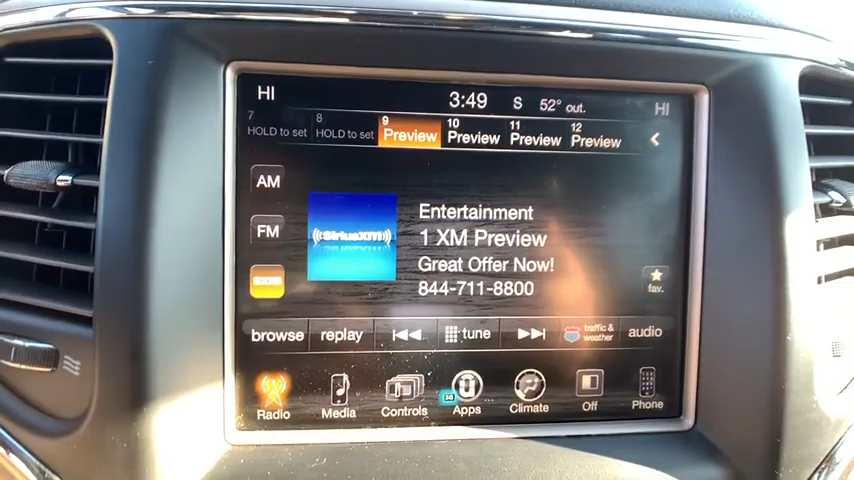 HI 3:49 S 52° out. HI
7 8 9 10 11 12
HOLD to set HOLD to set Preview Preview Preview Preview
AM
FM
((SiriusXM))
Entertainment
1 XM Preview
Great Offer Now!
844-711-8800
fav.
browse replay tune traffic & weather audio
Radio Media Controls Apps Climate Off Phone